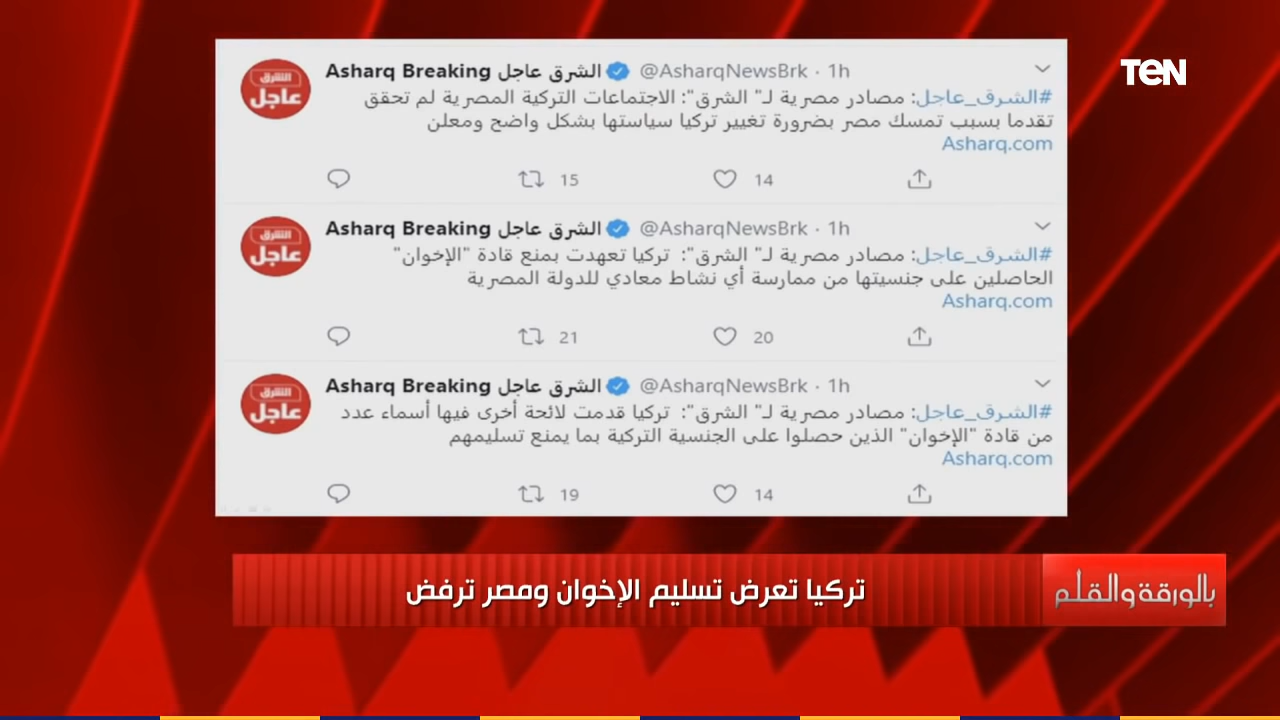 TEN
الشرق عاجل
Asharq Breaking الشرق عاجل @AsharqNewsBrk · 1h
#الشرق_عاجل: مصادر مصرية لـ" الشرق": الاجتماعات التركية المصرية لم تحقق
تقدما بسبب تمسك مصر بضرورة تغيير تركيا سياستها بشكل واضح ومعلن
Asharq.com
15 14
الشرق عاجل
Asharq Breaking الشرق عاجل @AsharqNewsBrk · 1h
#الشرق_عاجل: مصادر مصرية لـ" الشرق": تركيا تعهدت بمنع قادة "الإخوان"
الحاصلين على جنسيتها من ممارسة أي نشاط معادي للدولة المصرية
Asharq.com
21 20
الشرق عاجل
Asharq Breaking الشرق عاجل @AsharqNewsBrk · 1h
#الشرق_عاجل: مصادر مصرية لـ" الشرق": تركيا قدمت لائحة أخرى فيها أسماء عدد
من قادة "الإخوان" الذين حصلوا على الجنسية التركية بما يمنع تسليمهم
Asharq.com
19 14
بالورقة والقلم
تركيا تعرض تسليم الإخوان ومصر ترفض